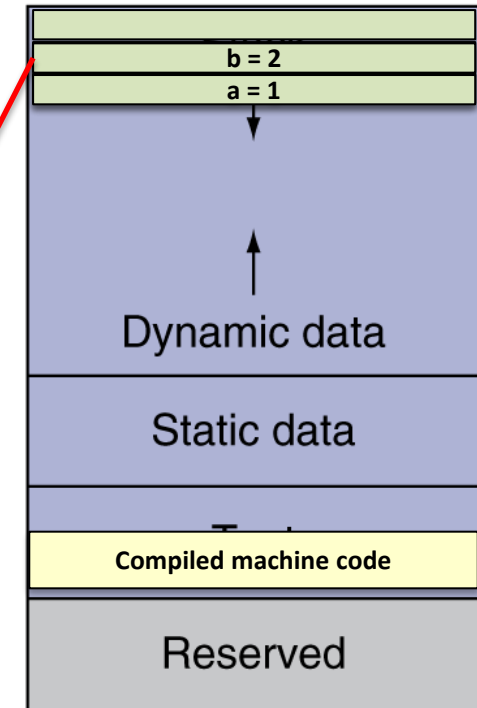 b = 2
a = 1
Dynamic data
Static data
Compiled machine code
Reserved